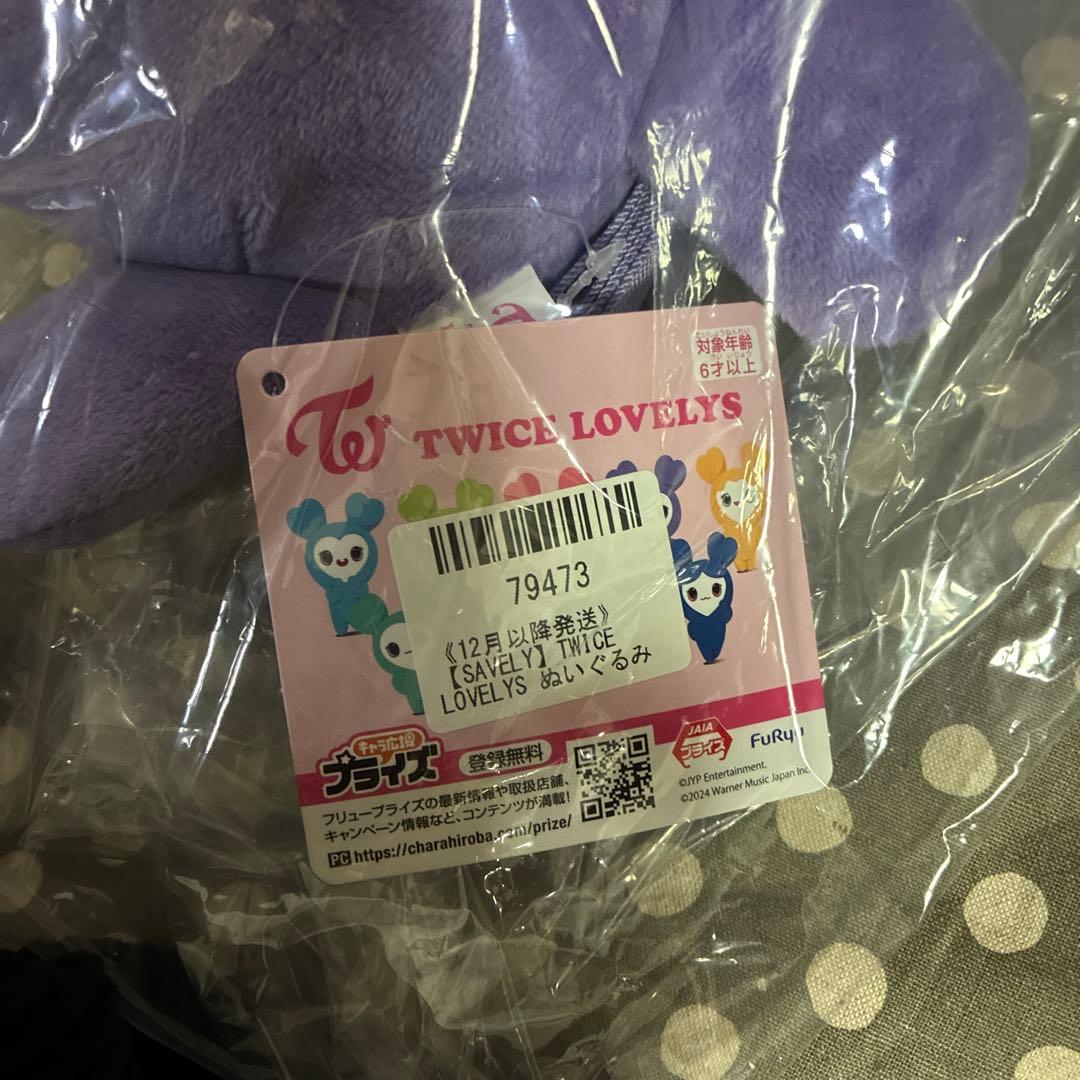 対象年齢
6才以上
TWICE LOVELYS
79473
《12月以降発送》
【SAVELY】TWICE
LOVELYS ぬいぐるみ
キャラ広場
プライズ
登録無料
フリュープライズの最新情報や取扱店舗、
キャンペーン情報など、コンテンツが満載!
PC https://charahiroba.com/prize/
JAIA
プライズ
FuRyu
©JYP Entertainment.
©2024 Warner Music Japan Inc.